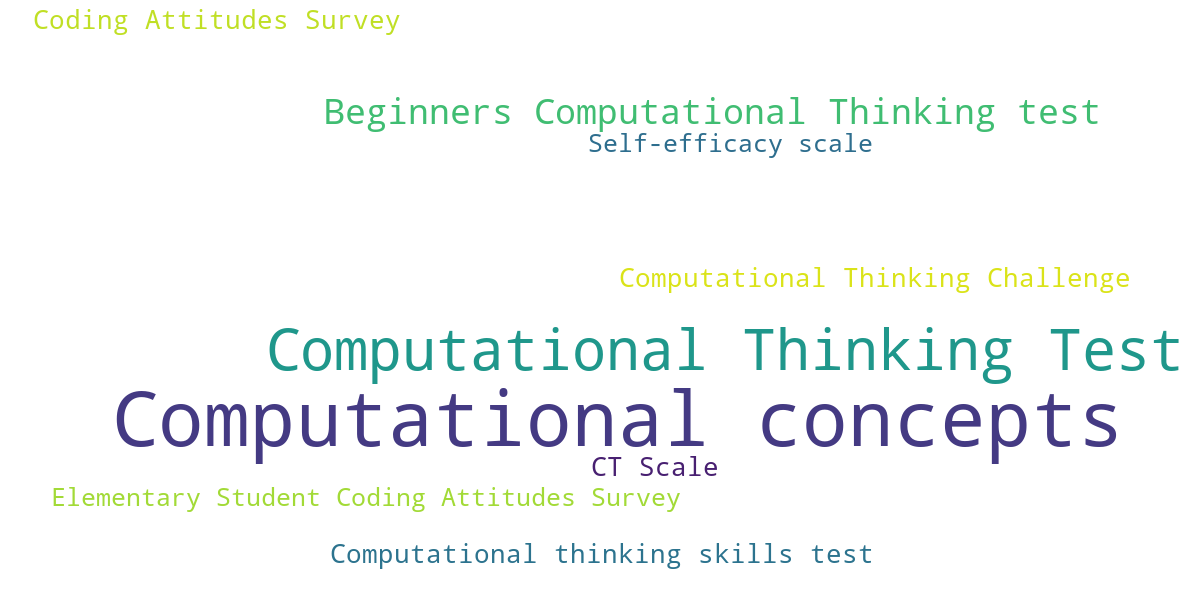 Coding Attitudes Survey
Beginners Computational Thinking test
Self-efficacy scale
Computational Thinking Challenge
Computational Thinking Test
Computational concepts
CT Scale
Elementary Student Coding Attitudes Survey
Computational thinking skills test